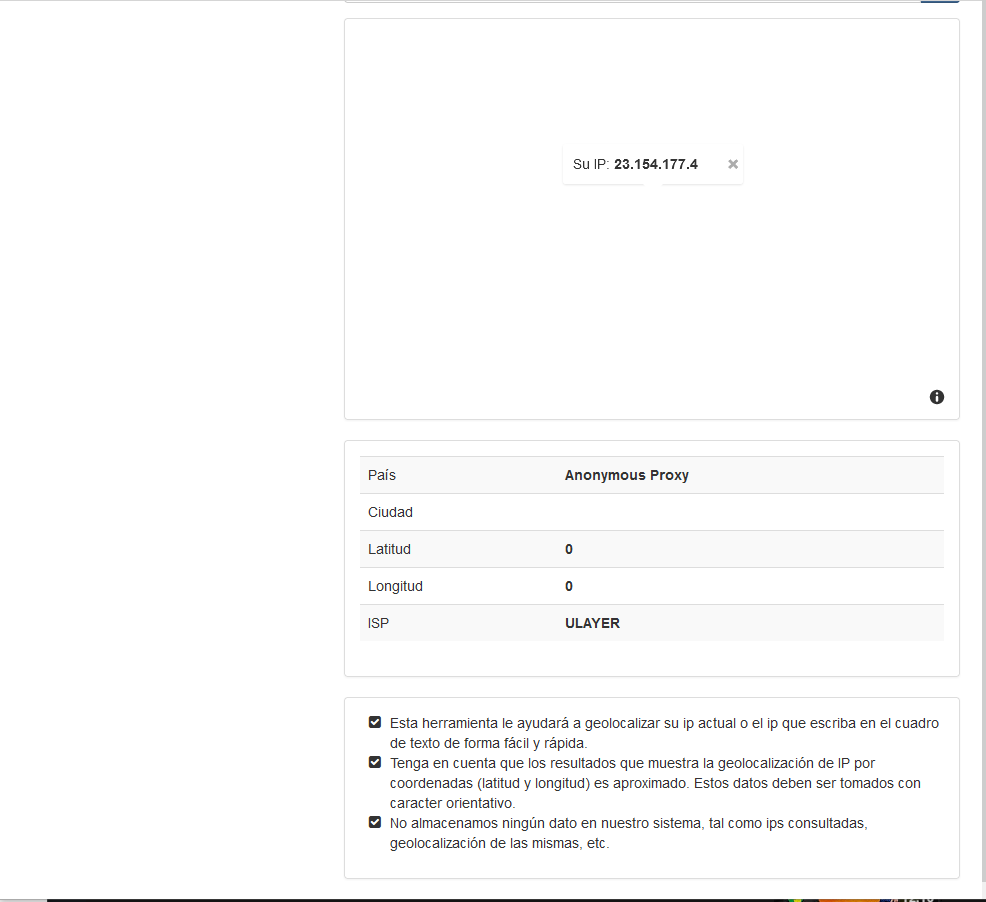 Su IP: 23.154.177.4
País Anonymous Proxy
Ciudad
Latitud 0
Longitud 0
ISP ULAYER
Esta herramienta le ayudará a geolocalizar su ip actual o el ip que escriba en el cuadro
de texto de forma fácil y rápida.
Tenga en cuenta que los resultados que muestra la geolocalización de IP por
coordenadas (latitud y longitud) es aproximado. Estos datos deben ser tomados con
caracter orientativo.
No almacenamos ningún dato en nuestro sistema, tal como ips consultadas,
geolocalización de las mismas, etc.